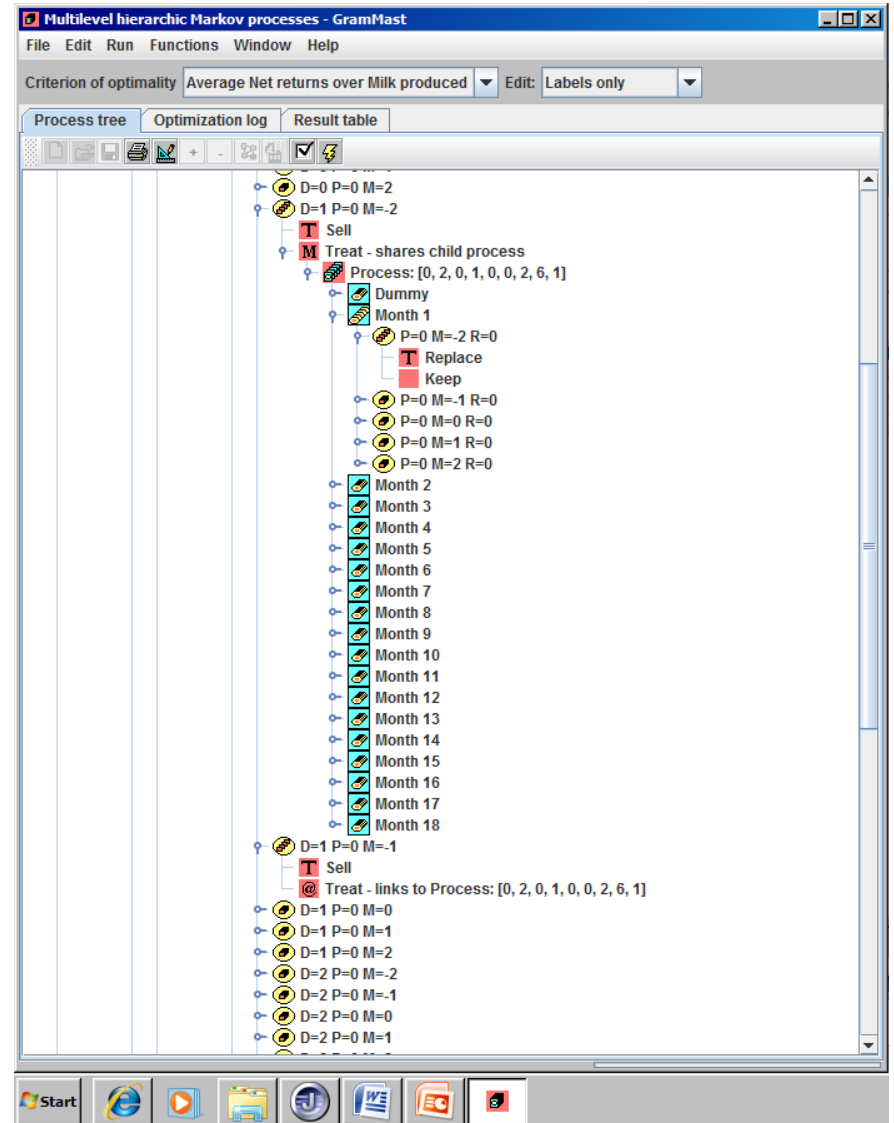 Multilevel hierarchic Markov processes - GramMast
File Edit Run Functions Window Help
Criterion of optimality Average Net returns over Milk produced Edit: Labels only
Process tree Optimization log Result table
D=0 P=0 M=2
D=1 P=0 M=-2
T Sell
M Treat - shares child process
Process: [0, 2, 0, 1, 0, 0, 2, 6, 1]
Dummy
Month 1
P=0 M=-2 R=0
T Replace
Keep
P=0 M=-1 R=0
P=0 M=0 R=0
P=0 M=1 R=0
P=0 M=2 R=0
Month 2
Month 3
Month 4
Month 5
Month 6
Month 7
Month 8
Month 9
Month 10
Month 11
Month 12
Month 13
Month 14
Month 15
Month 16
Month 17
Month 18
D=1 P=0 M=-1
T Sell
@ Treat - links to Process: [0, 2, 0, 1, 0, 0, 2, 6, 1]
D=1 P=0 M=0
D=1 P=0 M=1
D=1 P=0 M=2
D=2 P=0 M=-2
D=2 P=0 M=-1
D=2 P=0 M=0
D=2 P=0 M=1
Start